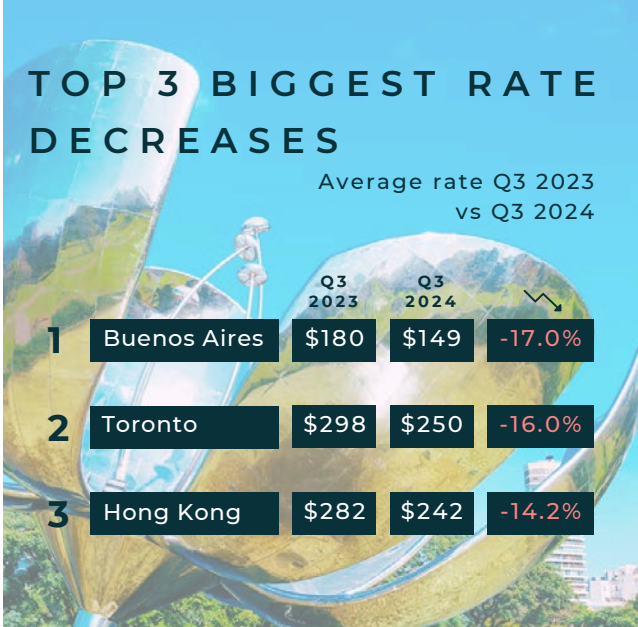 TOP 3 BIGGEST RATE
DECREASES
Average rate Q3 2023
vs Q3 2024
Q3 2023 Q3 2024
1 Buenos Aires $180 $149 -17.0%
2 Toronto $298 $250 -16.0%
3 Hong Kong $282 $242 -14.2%